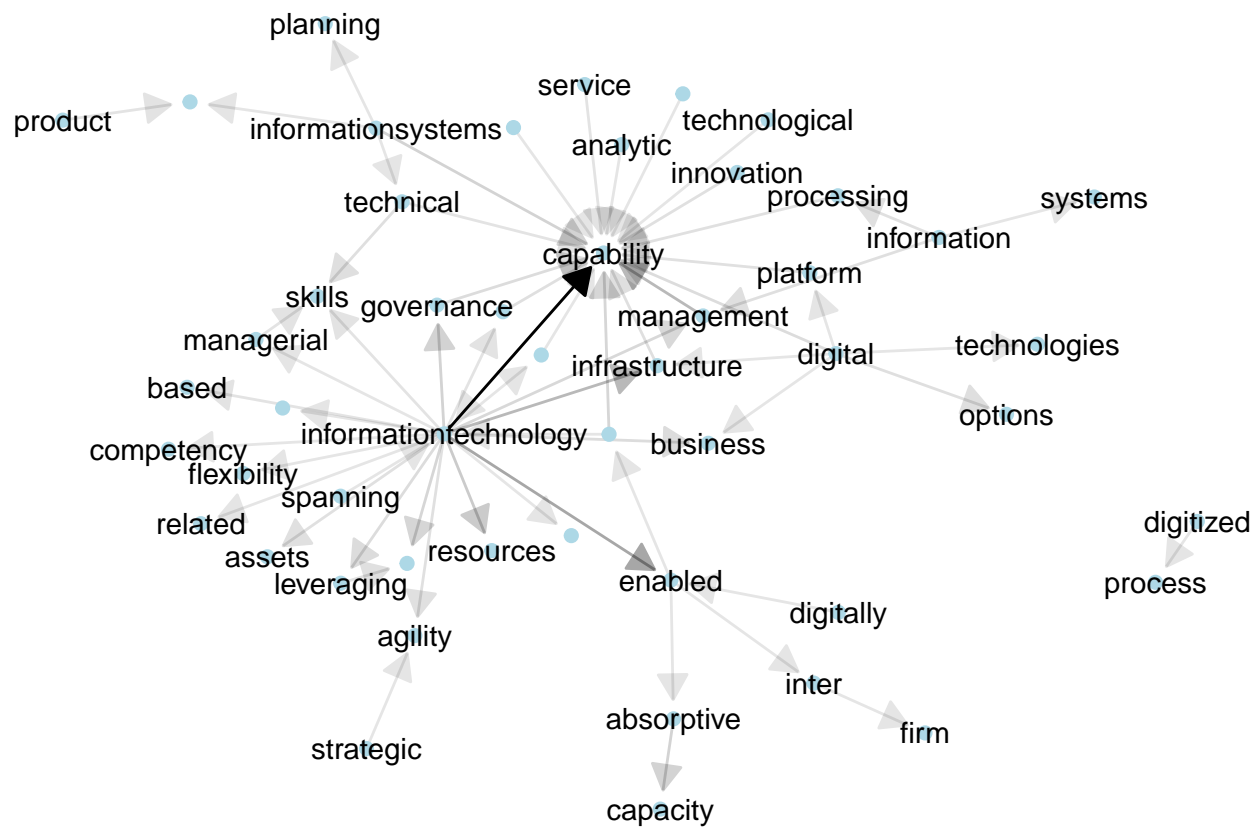 planning
service
product
informationsystems
technological
analytic
innovation
processing
systems
technical
information
capability
platform
skills
governance
management
managerial
infrastructure
digital
technologies
based
options
informationtechnology
business
competency
flexibility
spanning
related
digitized
assets
resources
leveraging
enabled
process
digitally
agility
inter
absorptive
firm
strategic
capacity